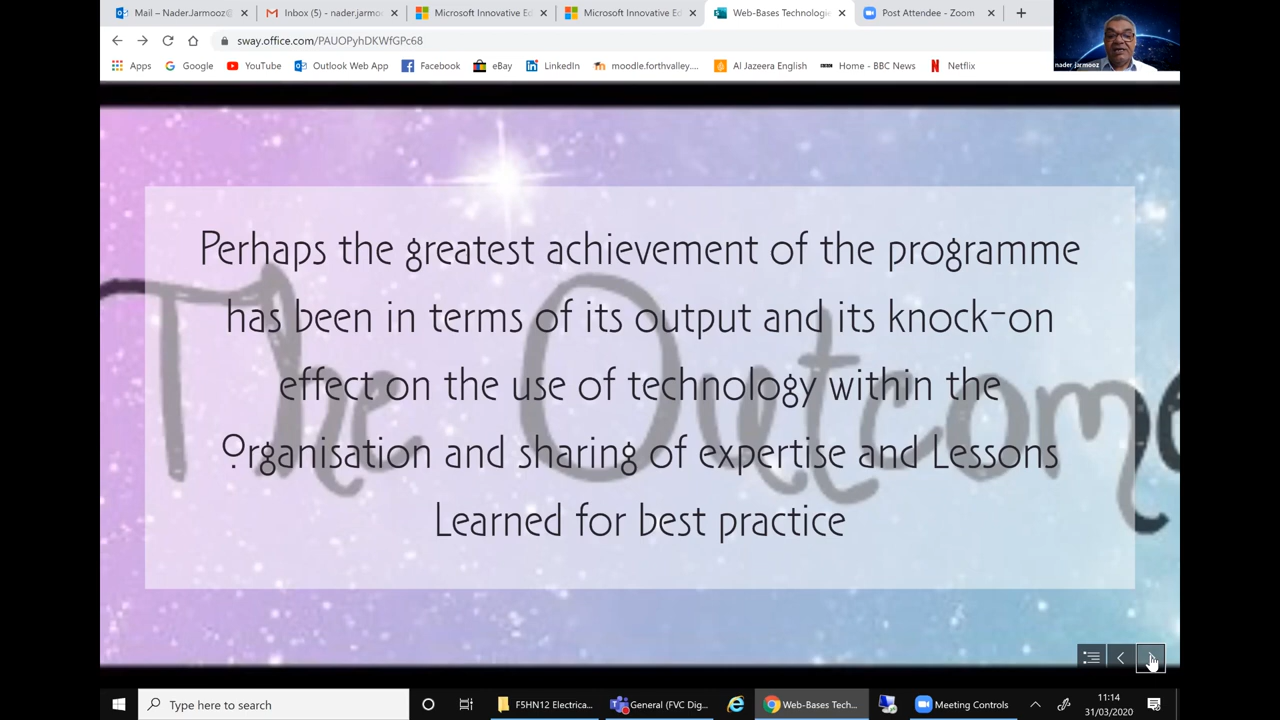 Mail – Nader.Jarmooz@
Inbox (5) - nader.jarmo
Microsoft Innovative Ed
Microsoft Innovative Ed
Web-Bases Technologie
Post Attendee - Zoom
sway.office.com/PAUOPyhDKWfGPc68
Apps
Google
YouTube
Outlook Web App
Facebook
eBay
LinkedIn
moodle.forthvalley....
Al Jazeera English
Home - BBC News
Netflix
nader jarmooz
The Outcome
Perhaps the greatest achievement of the programme
has been in terms of its output and its knock-on
effect on the use of technology within the
Organisation and sharing of expertise and Lessons
Learned for best practice
Type here to search
F5HN12 Electrica...
General (FVC Dig...
Web-Bases Tech...
Meeting Controls
11:14
31/03/2020